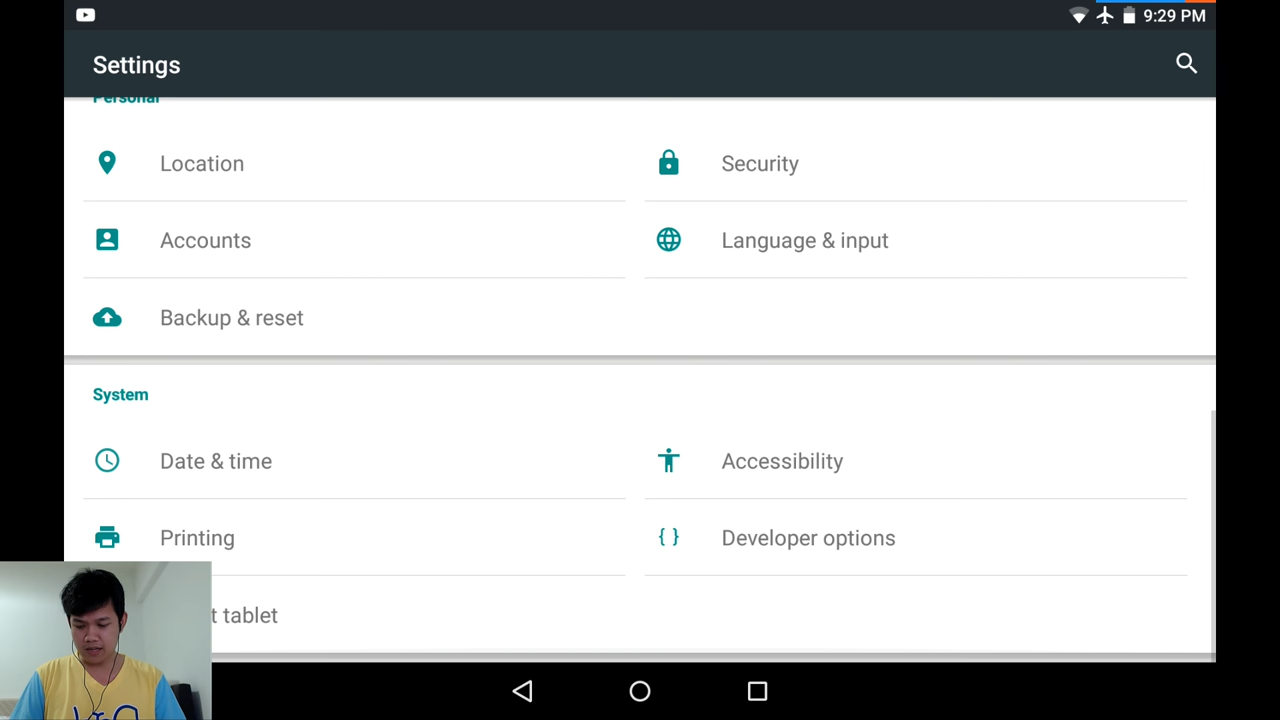 9:29 PM
Settings
Personal
Location
Security
Accounts
Language & input
Backup & reset
System
Date & time
Accessibility
Printing
{ } Developer options
t tablet